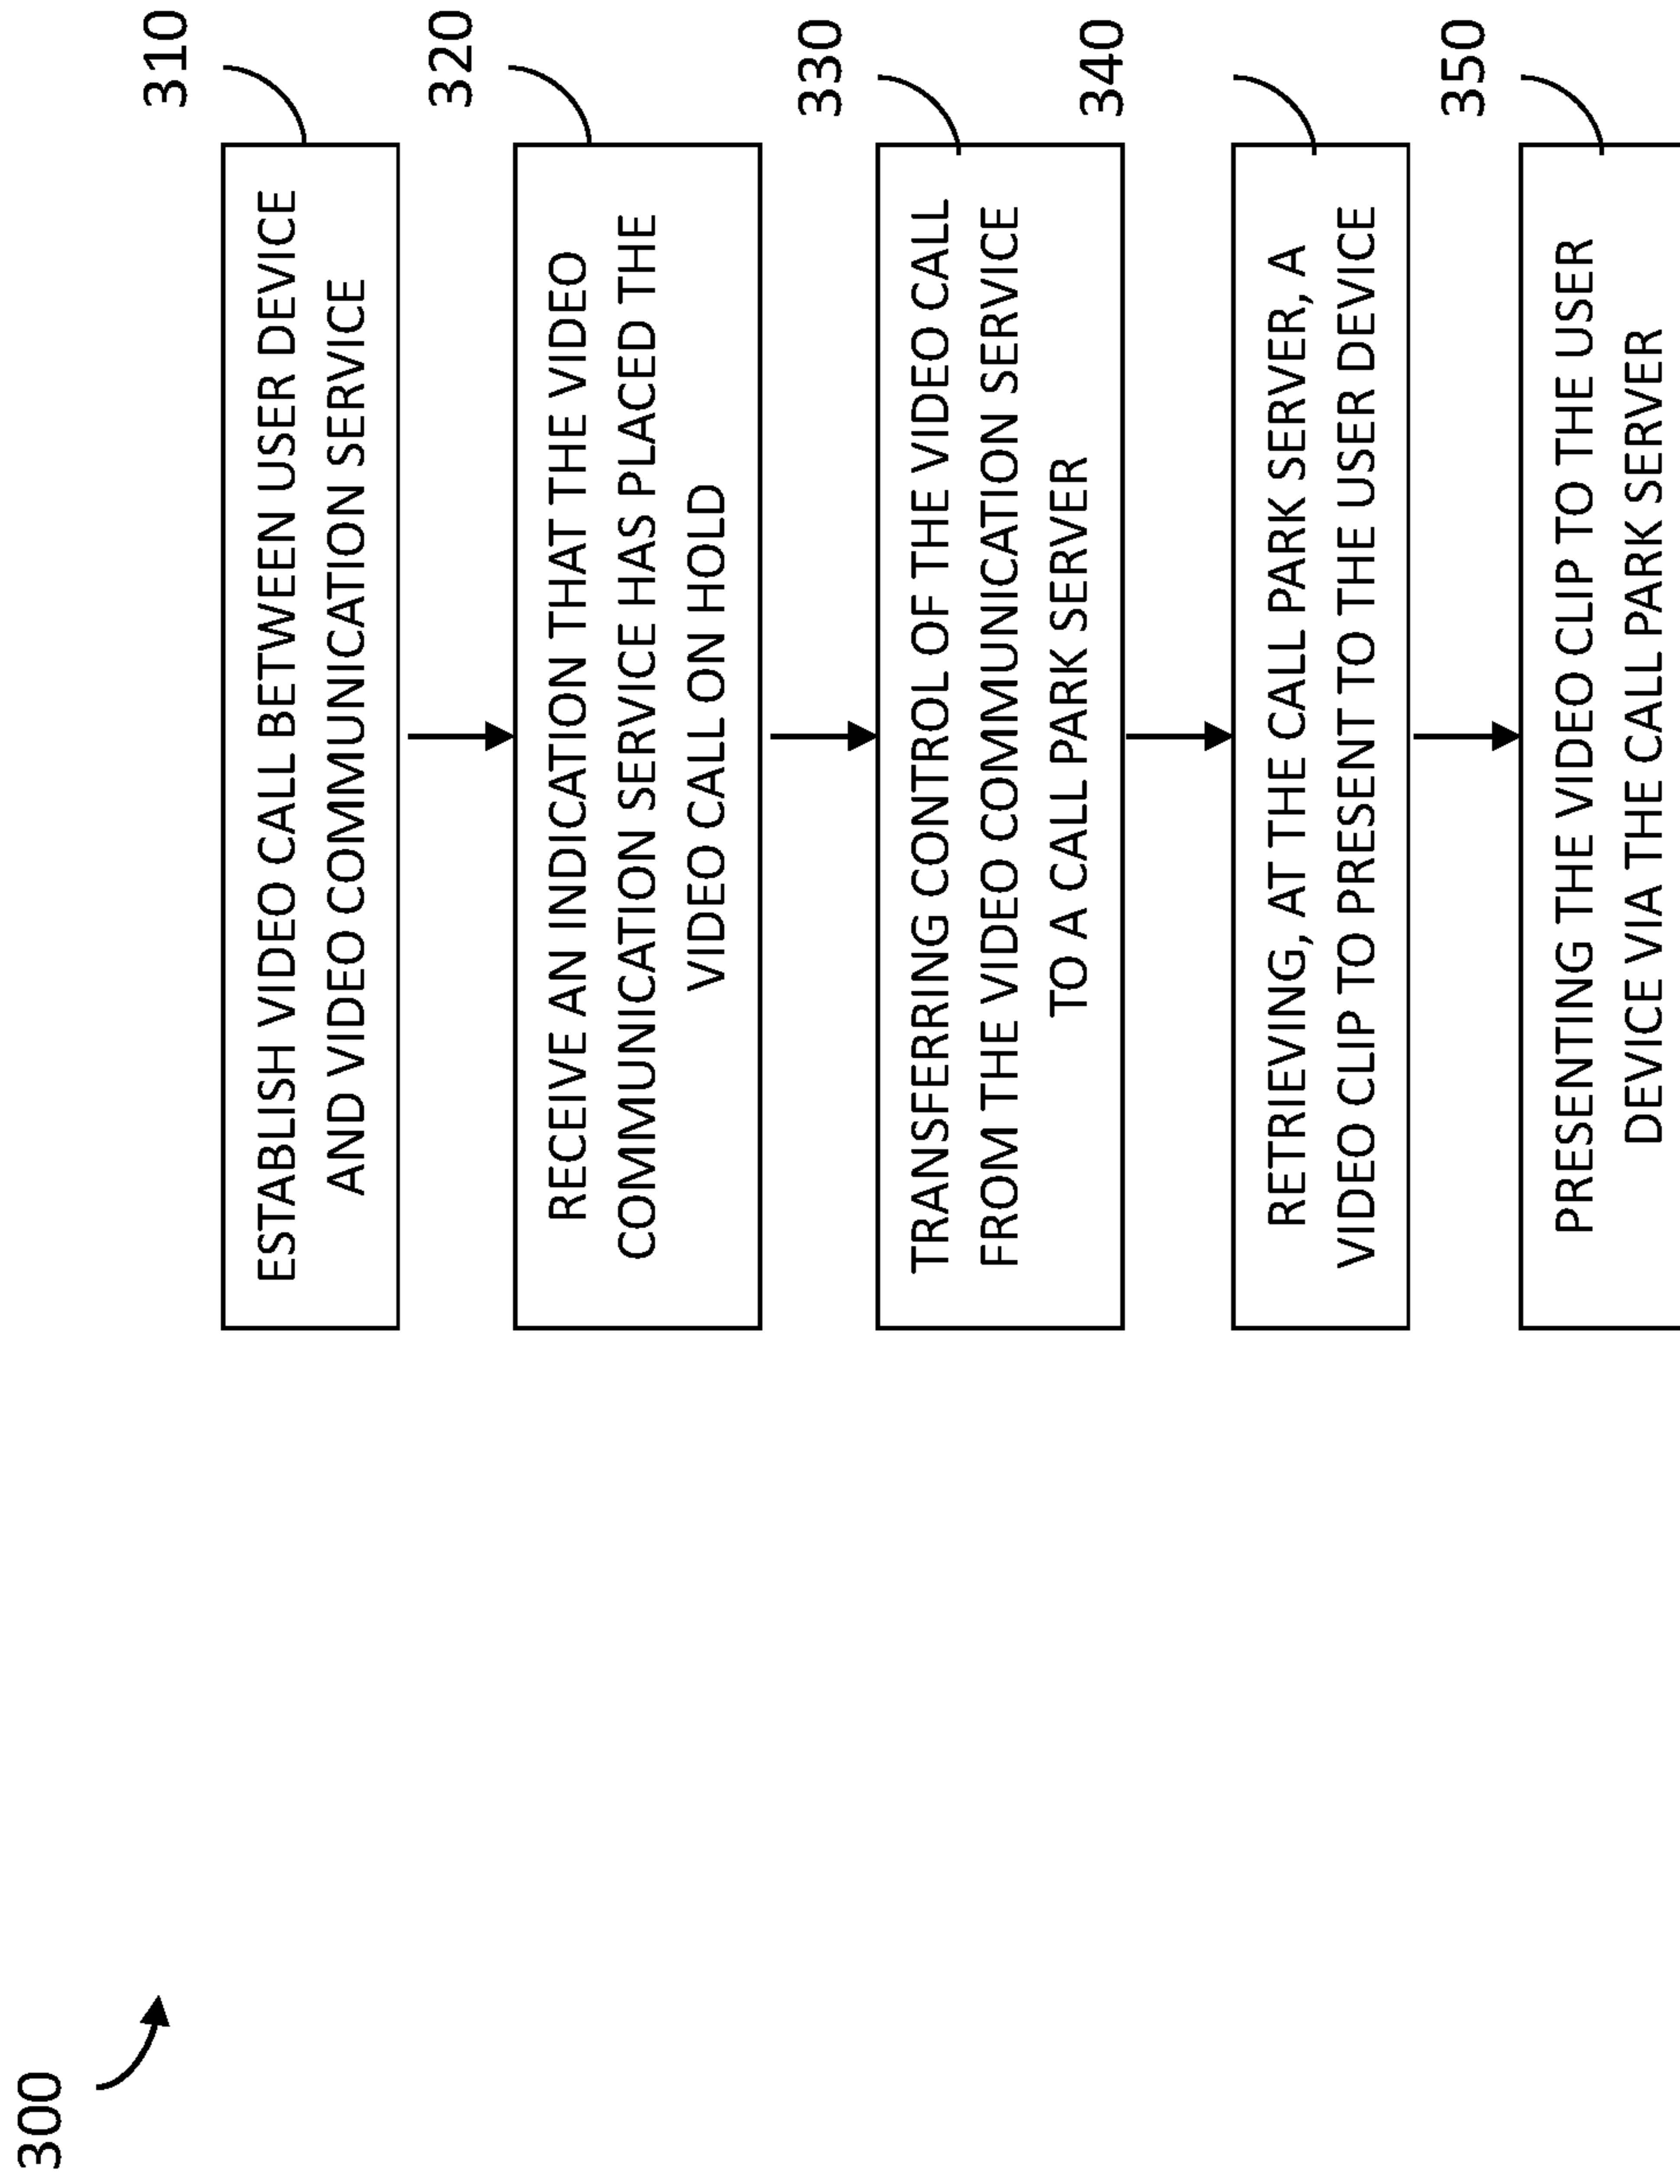 300
310
ESTABLISH VIDEO CALL BETWEEN USER DEVICE
AND VIDEO COMMUNICATION SERVICE
320
RECEIVE AN INDICATION THAT THE VIDEO
COMMUNICATION SERVICE HAS PLACED THE
VIDEO CALL ON HOLD
330
TRANSFERRING CONTROL OF THE VIDEO CALL
FROM THE VIDEO COMMUNICATION SERVICE
TO A CALL PARK SERVER
340
RETRIEVING, AT THE CALL PARK SERVER, A
VIDEO CLIP TO PRESENT TO THE USER DEVICE
350
PRESENTING THE VIDEO CLIP TO THE USER
DEVICE VIA THE CALL PARK SERVER